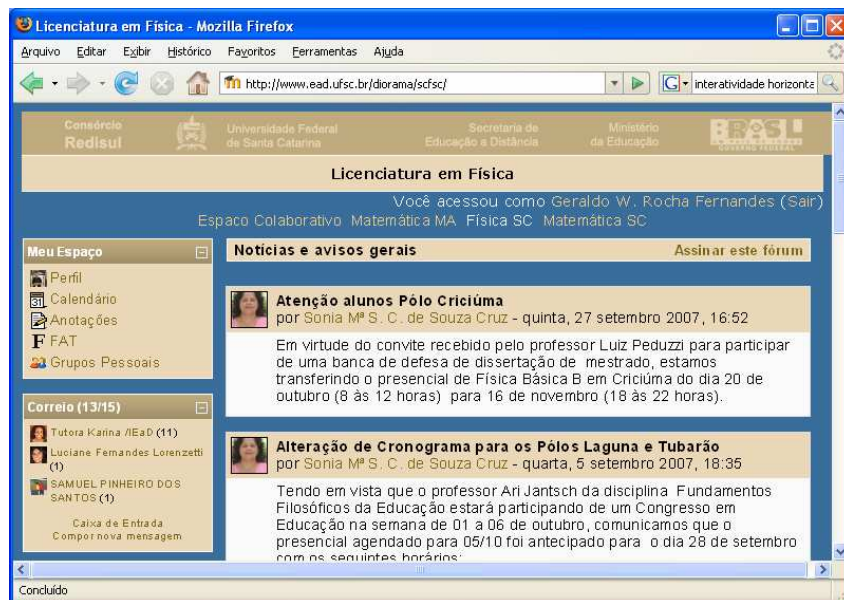 Licenciatura em Física - Mozilla Firefox
Arquivo Editar Exibir Histórico Favoritos Ferramentas Ajuda
http://www.ead.ufsc.br/diorama/scfsc/ G interatividade horizonta
Consórcio Redisul
Universidade Federal de Santa Catarina
Secretaria de Educação a Distância
Ministério da Educação
BRASIL
GOVERNO FEDERAL
Licenciatura em Física
Você acessou como Geraldo W. Rocha Fernandes (Sair)
Espaco Colaborativo Matemática MA Física SC Matemática SC
Meu Espaço
Perfil
31 Calendário
Anotações
F FAT
Grupos Pessoais
Correio (13/15)
Tutora Karina /IEaD (11)
Luciane Fernandes Lorenzetti
(1)
SAMUEL PINHEIRO DOS
SANTOS (1)
Caixa de Entrada
Compor nova mensagem
Notícias e avisos gerais Assinar este fórum
Atenção alunos Pólo Criciúma
por Sonia Mª S. C. de Souza Cruz - quinta, 27 setembro 2007, 16:52
Em virtude do convite recebido pelo professor Luiz Peduzzi para participar
de uma banca de defesa de dissertação de mestrado, estamos
transferindo o presencial de Física Básica B em Criciúma do dia 20 de
outubro (8 às 12 horas) para 16 de novembro (18 às 22 horas).
Alteração de Cronograma para os Pólos Laguna e Tubarão
por Sonia Mª S. C. de Souza Cruz - quarta, 5 setembro 2007, 18:35
Tendo em vista que o professor Ari Jantsch da disciplina Fundamentos
Filosóficos da Educação estará participando de um Congresso em
Educação na semana de 01 a 06 de outubro, comunicamos que o
presencial agendado para 05/10 foi antecipado para o dia 28 de setembro
com os seguintes horários:
Concluído